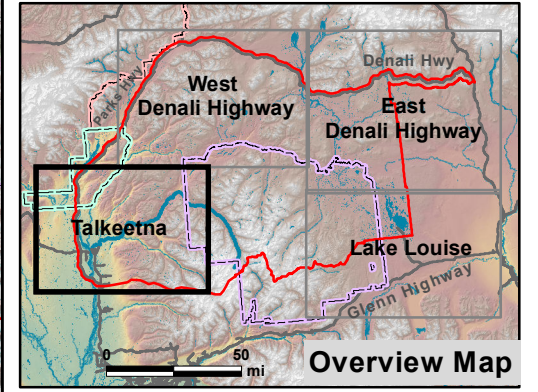 Denali Hwy
Parks Hwy
West
Denali Highway
East
Denali Highway
Talkeetna
Lake Louise
Glenn Highway
0 50
mi
Overview Map